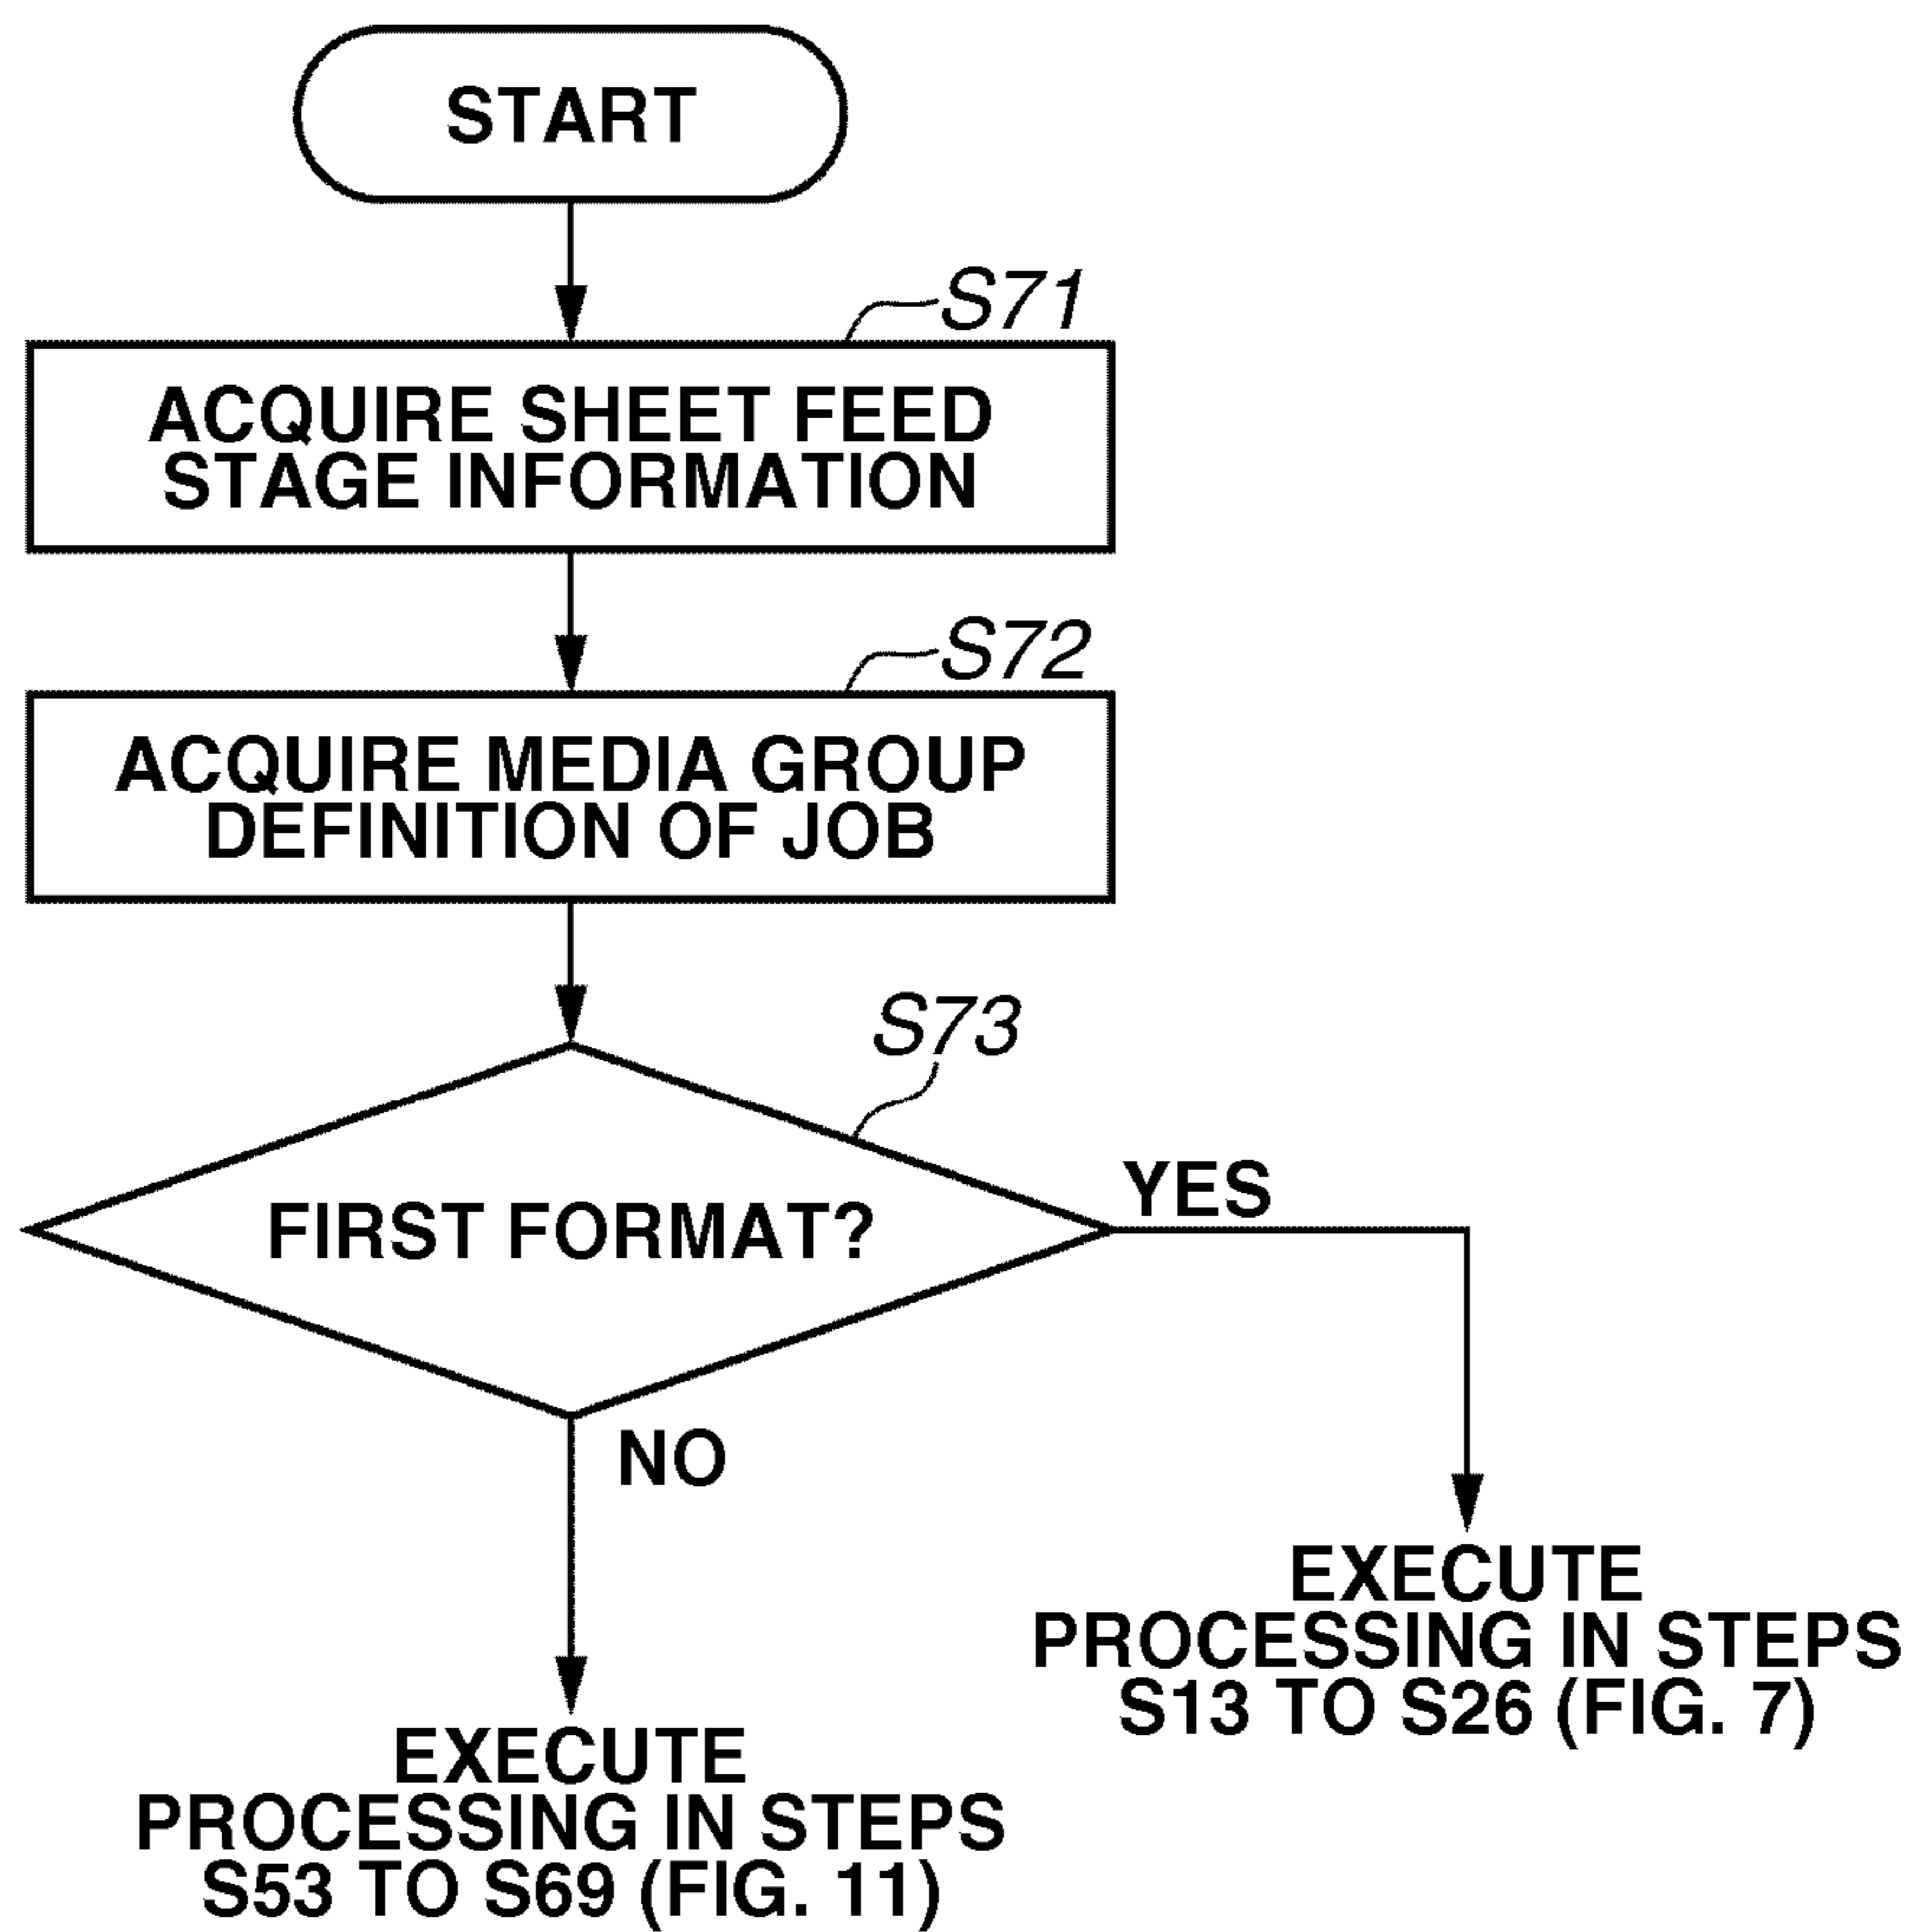 START
S71
ACQUIRE SHEET FEED
STAGE INFORMATION
S72
ACQUIRE MEDIA GROUP
DEFINITION OF JOB
S73
FIRST FORMAT?
YES
NO
EXECUTE
PROCESSING IN STEPS
S13 TO S26 (FIG. 7)
EXECUTE
PROCESSING IN STEPS
S53 TO S69 (FIG. 11)